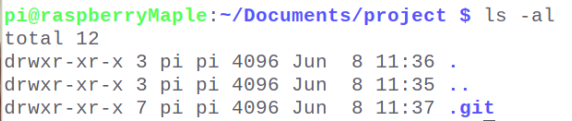 pi@raspberryMaple:~/Documents/project $ ls -al
total 12
drwxr-xr-x 3 pi pi 4096 Jun  8 11:36 .
drwxr-xr-x 3 pi pi 4096 Jun  8 11:35 ..
drwxr-xr-x 7 pi pi 4096 Jun  8 11:37 .git